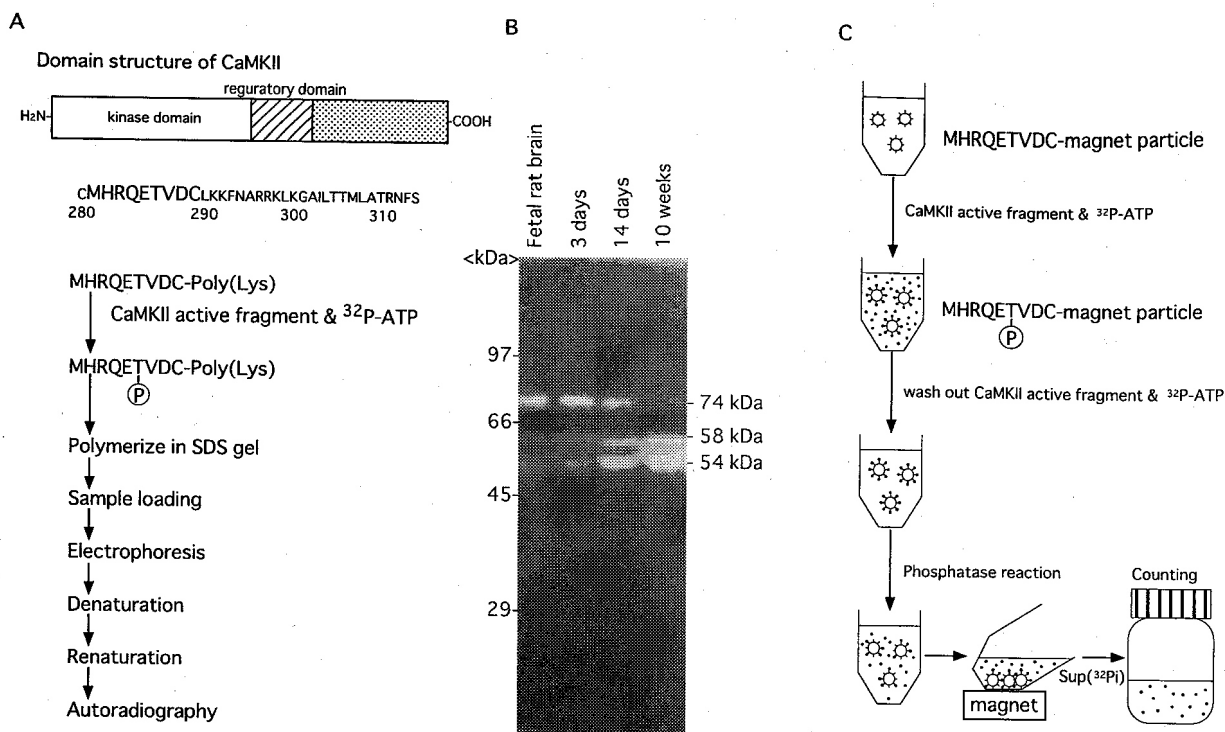 A
Domain structure of CaMKII
reguratory domain
H2N-
kinase domain
-COOH
cMHRQETVDCLKKFNARRKLKGAILTTMLATRNFS
280 290 300 310
MHRQETVDC-Poly(Lys)
CaMKII active fragment & 32P-ATP
MHRQETVDC-Poly(Lys)
P
Polymerize in SDS gel
Sample loading
Electrophoresis
Denaturation
Renaturation
Autoradiography
B
Fetal rat brain
3 days
14 days
10 weeks
<kDa>
97-
66-
45-
29-
- 74 kDa
- 58 kDa
- 54 kDa
C
MHRQETVDC-magnet particle
CaMKII active fragment & 32P-ATP
MHRQETVDC-magnet particle
P
wash out CaMKII active fragment & 32P-ATP
Phosphatase reaction
Counting
Sup(32Pi)
magnet